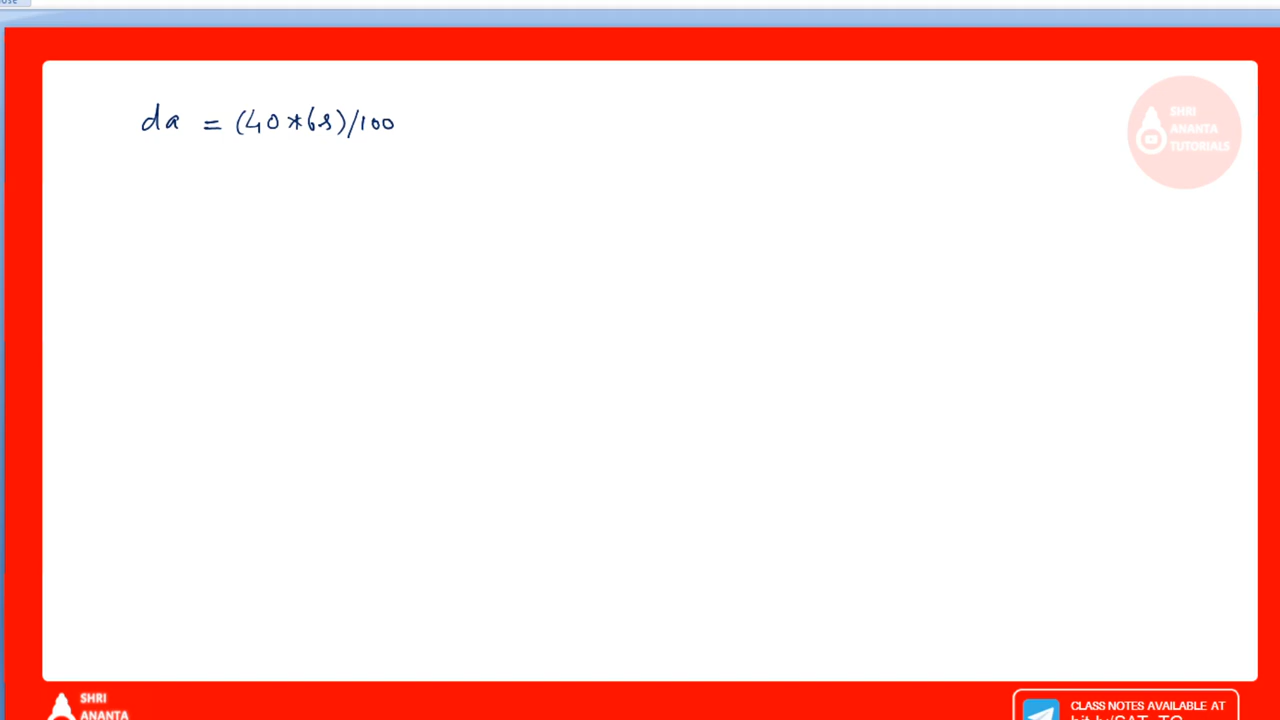 da = (40*bs)/100
SHRI
ANANTA
TUTORIALS
SHRI
ANANTA
CLASS NOTES AVAILABLE AT